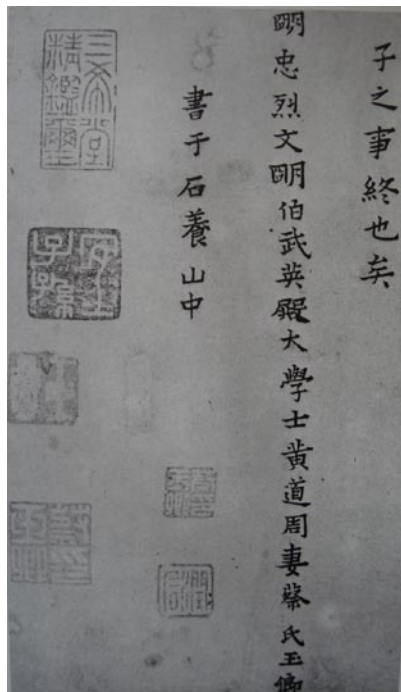 子之事終也矣
明忠烈文明伯武英殿大學士黄道周妻蔡氏玉卿
書于石養山中
三希堂精鑑璽
宜子孫